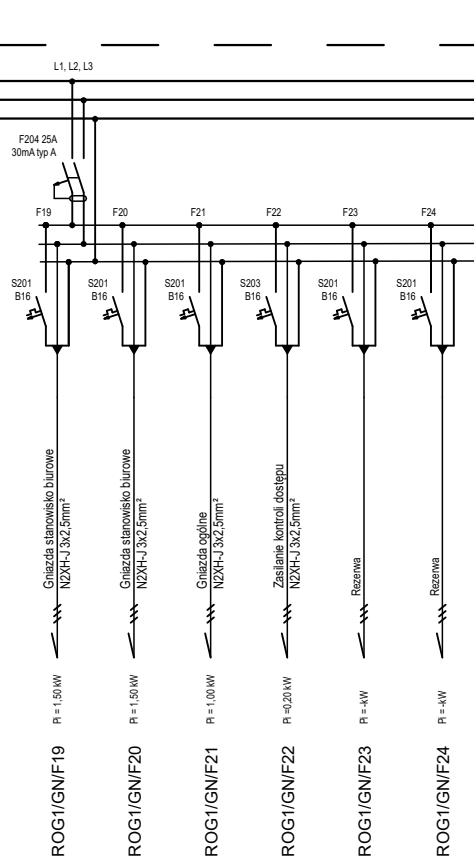 L1, L2, L3
F204 25A
30mA typ A
F19
F20
F21
F22
F23
F24
S201
B16
S201
B16
S201
B16
S203
B16
S201
B16
S201
B16
Gniazda stanowisko biurowe
N2XH-J 3x2,5mm²
Gniazda stanowisko biurowe
N2XH-J 3x2,5mm²
Gniazda ogólne
N2XH-J 3x2,5mm²
Zasilanie kontroli dostępu
N2XH-J 3x2,5mm²
Rezerwa
Rezerwa
Pi = 1,50 kW
Pi = 1,50 kW
Pi = 1,00 kW
Pi =0,20 kW
Pi = -kW
Pi = -kW
ROG1/GN/F19
ROG1/GN/F20
ROG1/GN/F21
ROG1/GN/F22
ROG1/GN/F23
ROG1/GN/F24